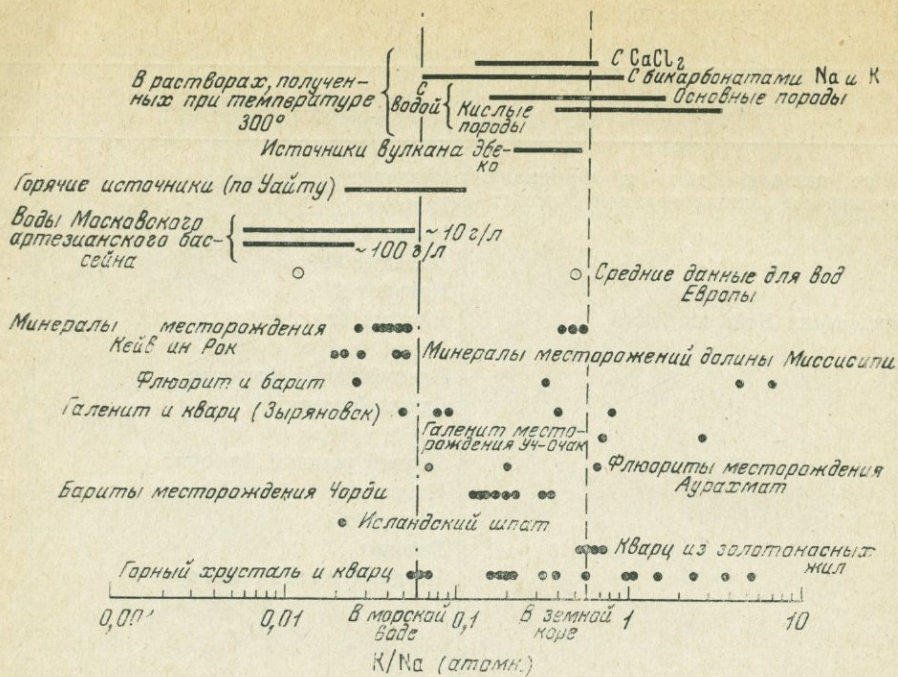 С CaCl₂
С бикарбонатами Na и K
В растворах, получен-
ных при температуре
300°
С
водой
Основные породы
Кислые
породы
Источники вулкана Эбе-
ко
Горячие источники (по Уайту)
Воды Московского
артезианского бас-
сейна
~10 г/л
~100 г/л
Средние данные для вод
Европы
Минералы месторождения
Кейв ин Рок
Минералы месторожений долины Миссисипи
Флюорит и барит
Галенит и кварц (Зыряновск)
Галенит место-
рождения Уч-Очак
Флюориты месторождения
Аурахмат
Бариты месторождения Чорди
Исландский шпат
Кварц из золотоносных
жил
Горный хрусталь и кварц
0,01
В морской
воде
0,1
В земной
коре
1
10
K/Na (атомн.)